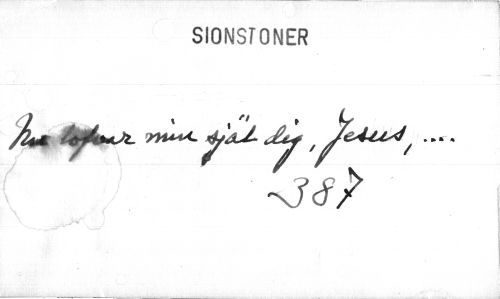 SIONSTONER
Nu lofvar min själ dig, Jesus, ....
387